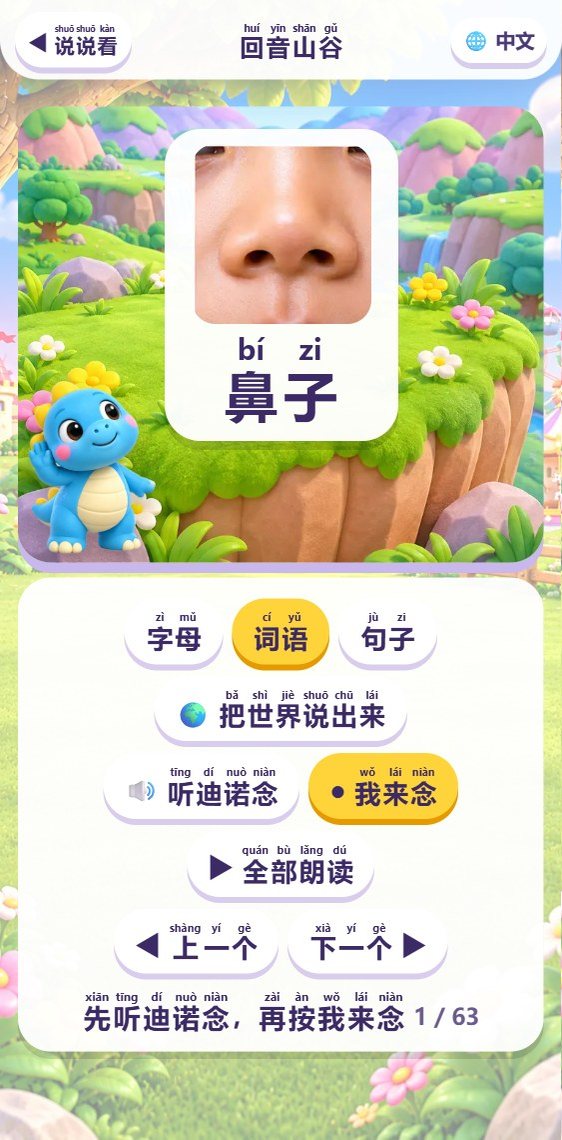 shuō shuō kàn
◀ 说说看
huí yīn shān gǔ
回音山谷
中文
bí zi
鼻子
zì mǔ
字母
cí yǔ
词语
jù zi
句子
bǎ shì jiè shuō chū lái
把世界说出来
tīng dí nuò niàn
听迪诺念
wǒ lái niàn
● 我来念
quán bù lǎng dú
▶ 全部朗读
shàng yí gè
◀ 上一个
xià yí gè
下一个 ▶
xiān tīng dí nuò niàn zài àn wǒ lái niàn
先听迪诺念，再按我来念 1 / 63